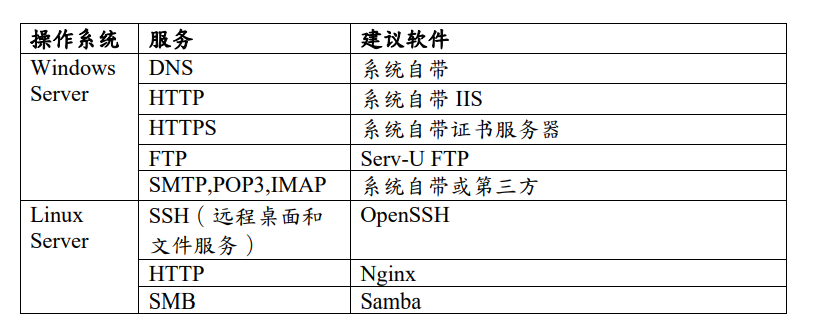 操作系统 服务 建议软件
Windows Server DNS 系统自带
HTTP 系统自带 IIS
HTTPS 系统自带证书服务器
FTP Serv-U FTP
SMTP,POP3,IMAP 系统自带或第三方
Linux Server SSH（远程桌面和文件服务） OpenSSH
HTTP Nginx
SMB Samba